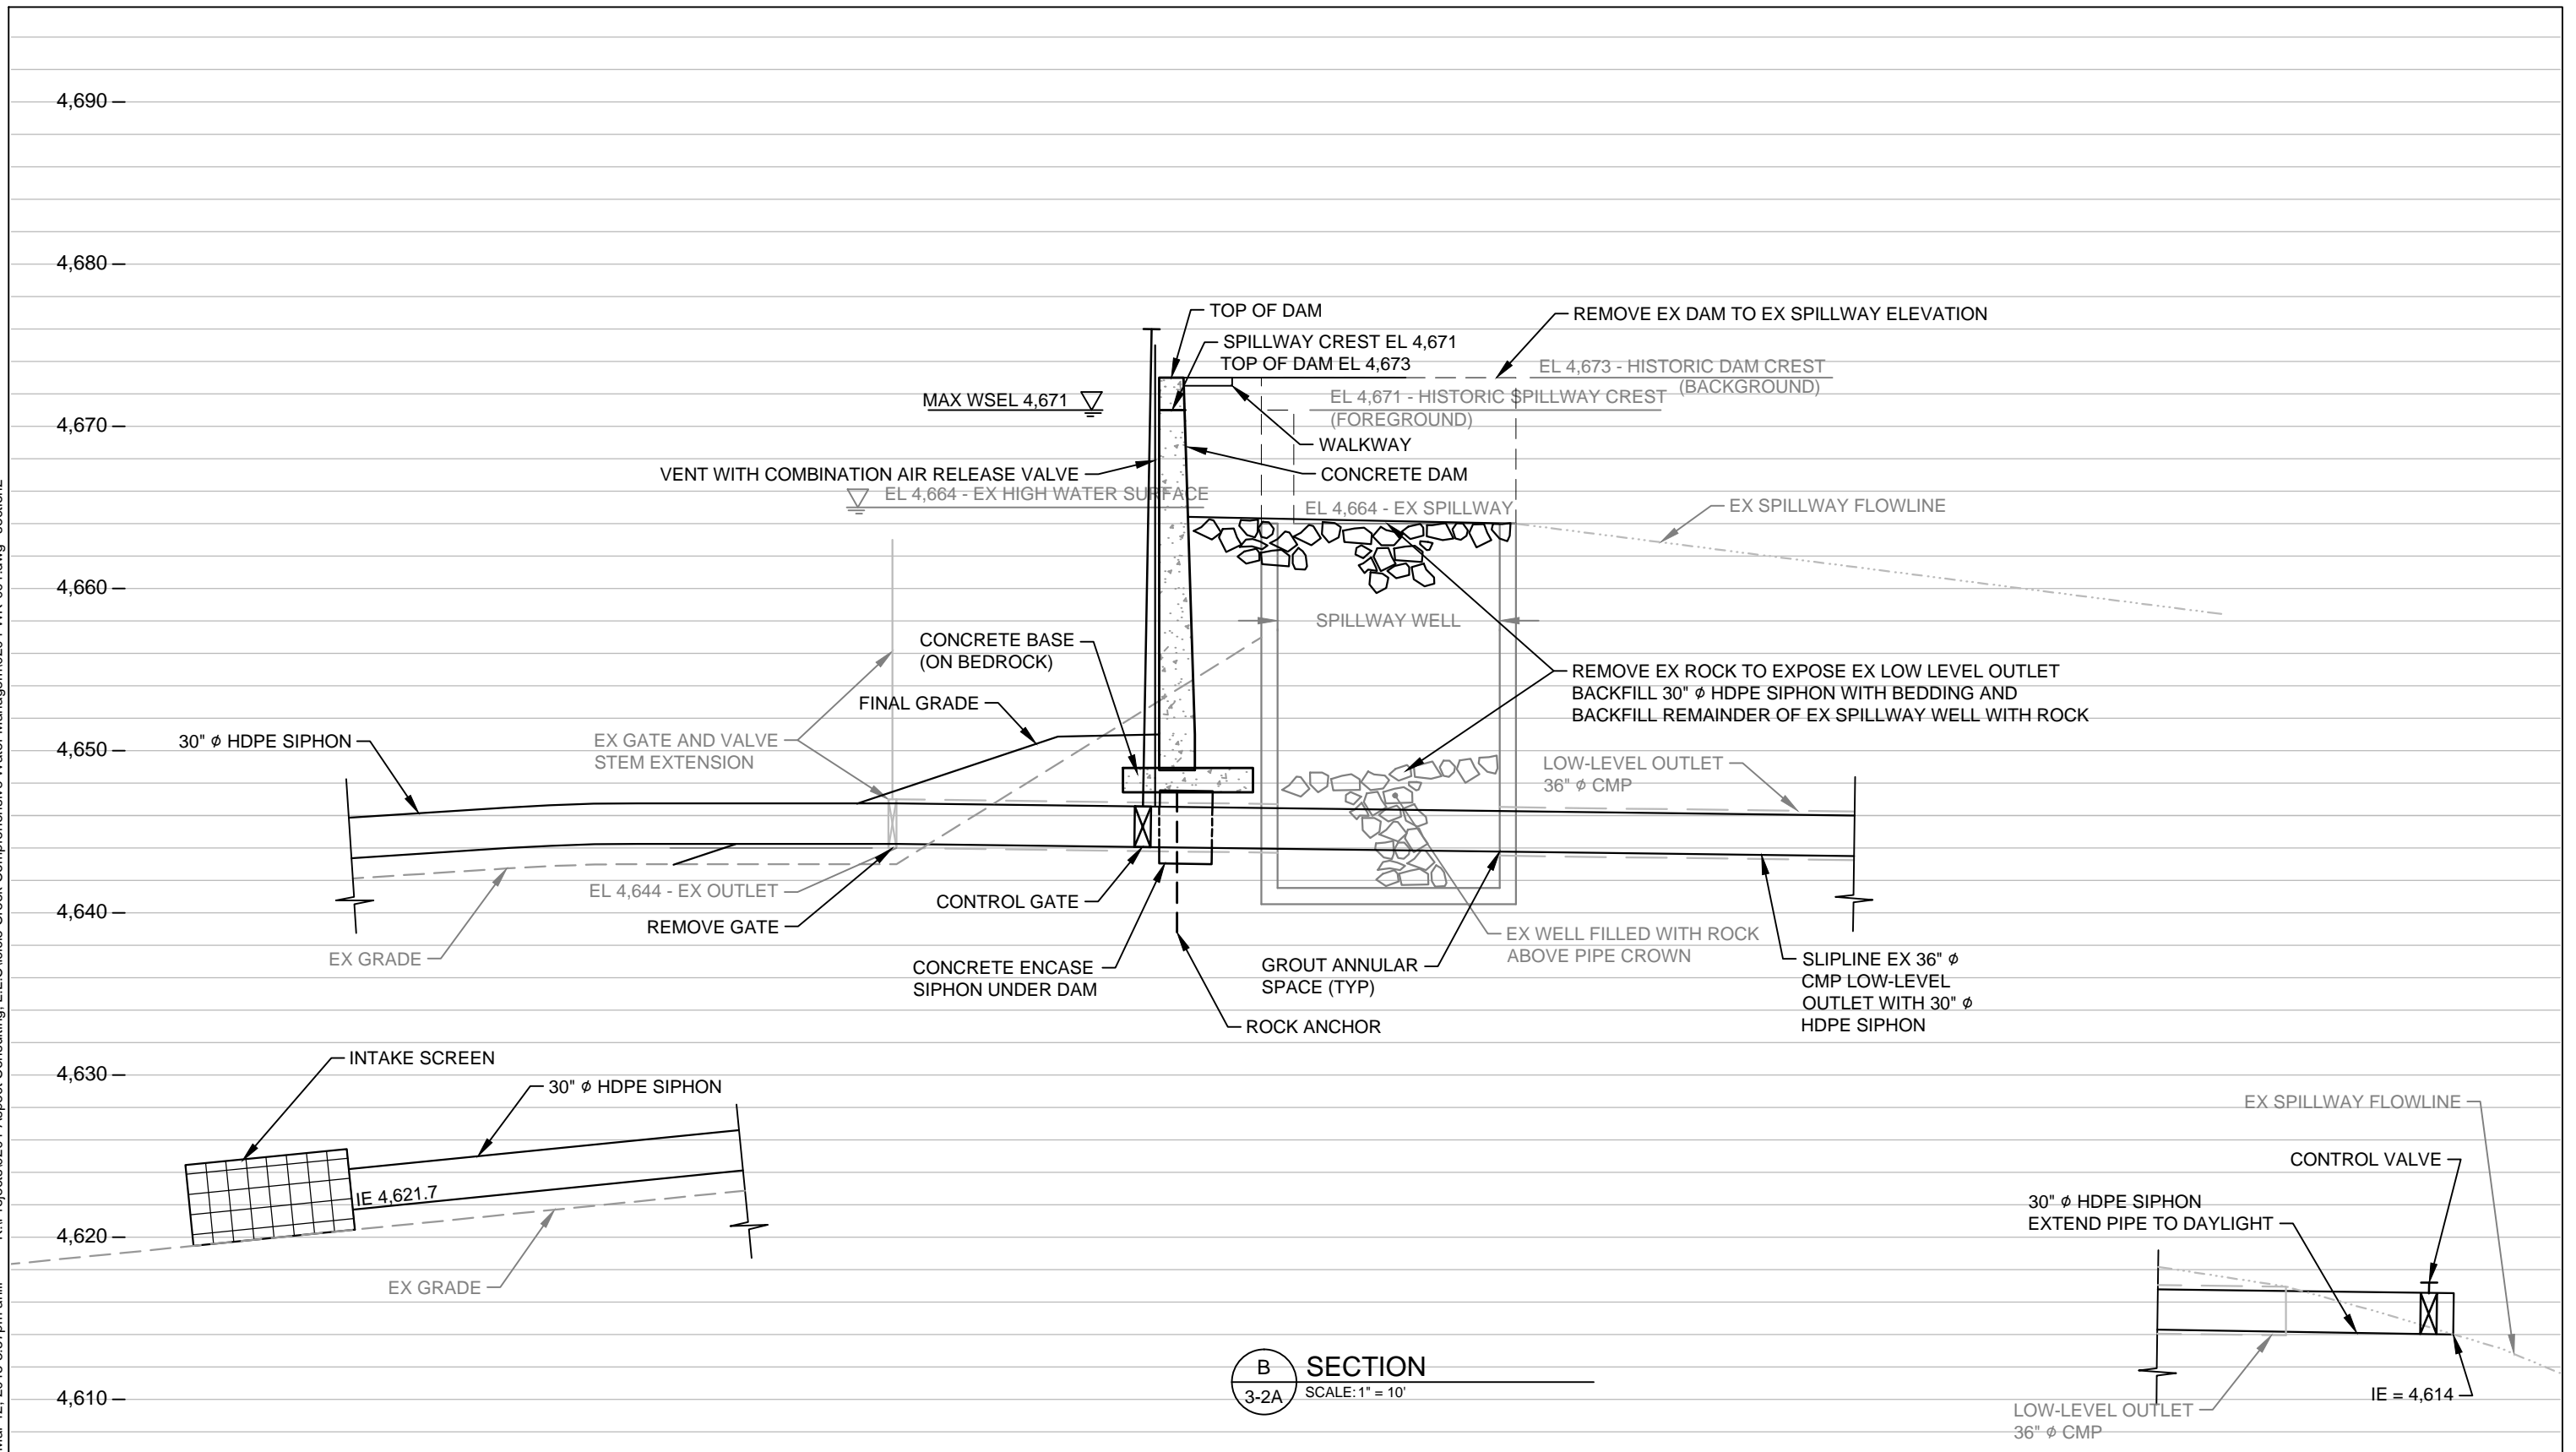 4,690
4,680
TOP OF DAM
REMOVE EX DAM TO EX SPILLWAY ELEVATION
SPILLWAY CREST EL 4,671
TOP OF DAM EL 4,673
EL 4,673 - HISTORIC DAM CREST
(BACKGROUND)
MAX WSEL 4,671
EL 4,671 - HISTORIC SPILLWAY CREST
(FOREGROUND)
4,670
WALKWAY
VENT WITH COMBINATION AIR RELEASE VALVE
CONCRETE DAM
EL 4,664 - EX HIGH WATER SURFACE
EL 4,664 - EX SPILLWAY
EX SPILLWAY FLOWLINE
4,660
SPILLWAY WELL
CONCRETE BASE
(ON BEDROCK)
REMOVE EX ROCK TO EXPOSE EX LOW LEVEL OUTLET
BACKFILL 30" ⌀ HDPE SIPHON WITH BEDDING AND
BACKFILL REMAINDER OF EX SPILLWAY WELL WITH ROCK
FINAL GRADE
30" ⌀ HDPE SIPHON
4,650
EX GATE AND VALVE
STEM EXTENSION
LOW-LEVEL OUTLET
36" ⌀ CMP
EL 4,644 - EX OUTLET
CONTROL GATE
4,640
REMOVE GATE
EX GRADE
EX WELL FILLED WITH ROCK
ABOVE PIPE CROWN
CONCRETE ENCASE
SIPHON UNDER DAM
GROUT ANNULAR
SPACE (TYP)
SLIPLINE EX 36" ⌀
CMP LOW-LEVEL
OUTLET WITH 30" ⌀
HDPE SIPHON
ROCK ANCHOR
INTAKE SCREEN
4,630
30" ⌀ HDPE SIPHON
EX SPILLWAY FLOWLINE
CONTROL VALVE
IE 4,621.7
30" ⌀ HDPE SIPHON
EXTEND PIPE TO DAYLIGHT
4,620
EX GRADE
B
SECTION
3-2A
SCALE: 1" = 10'
4,610
IE = 4,614
LOW-LEVEL OUTLET
36" ⌀ CMP